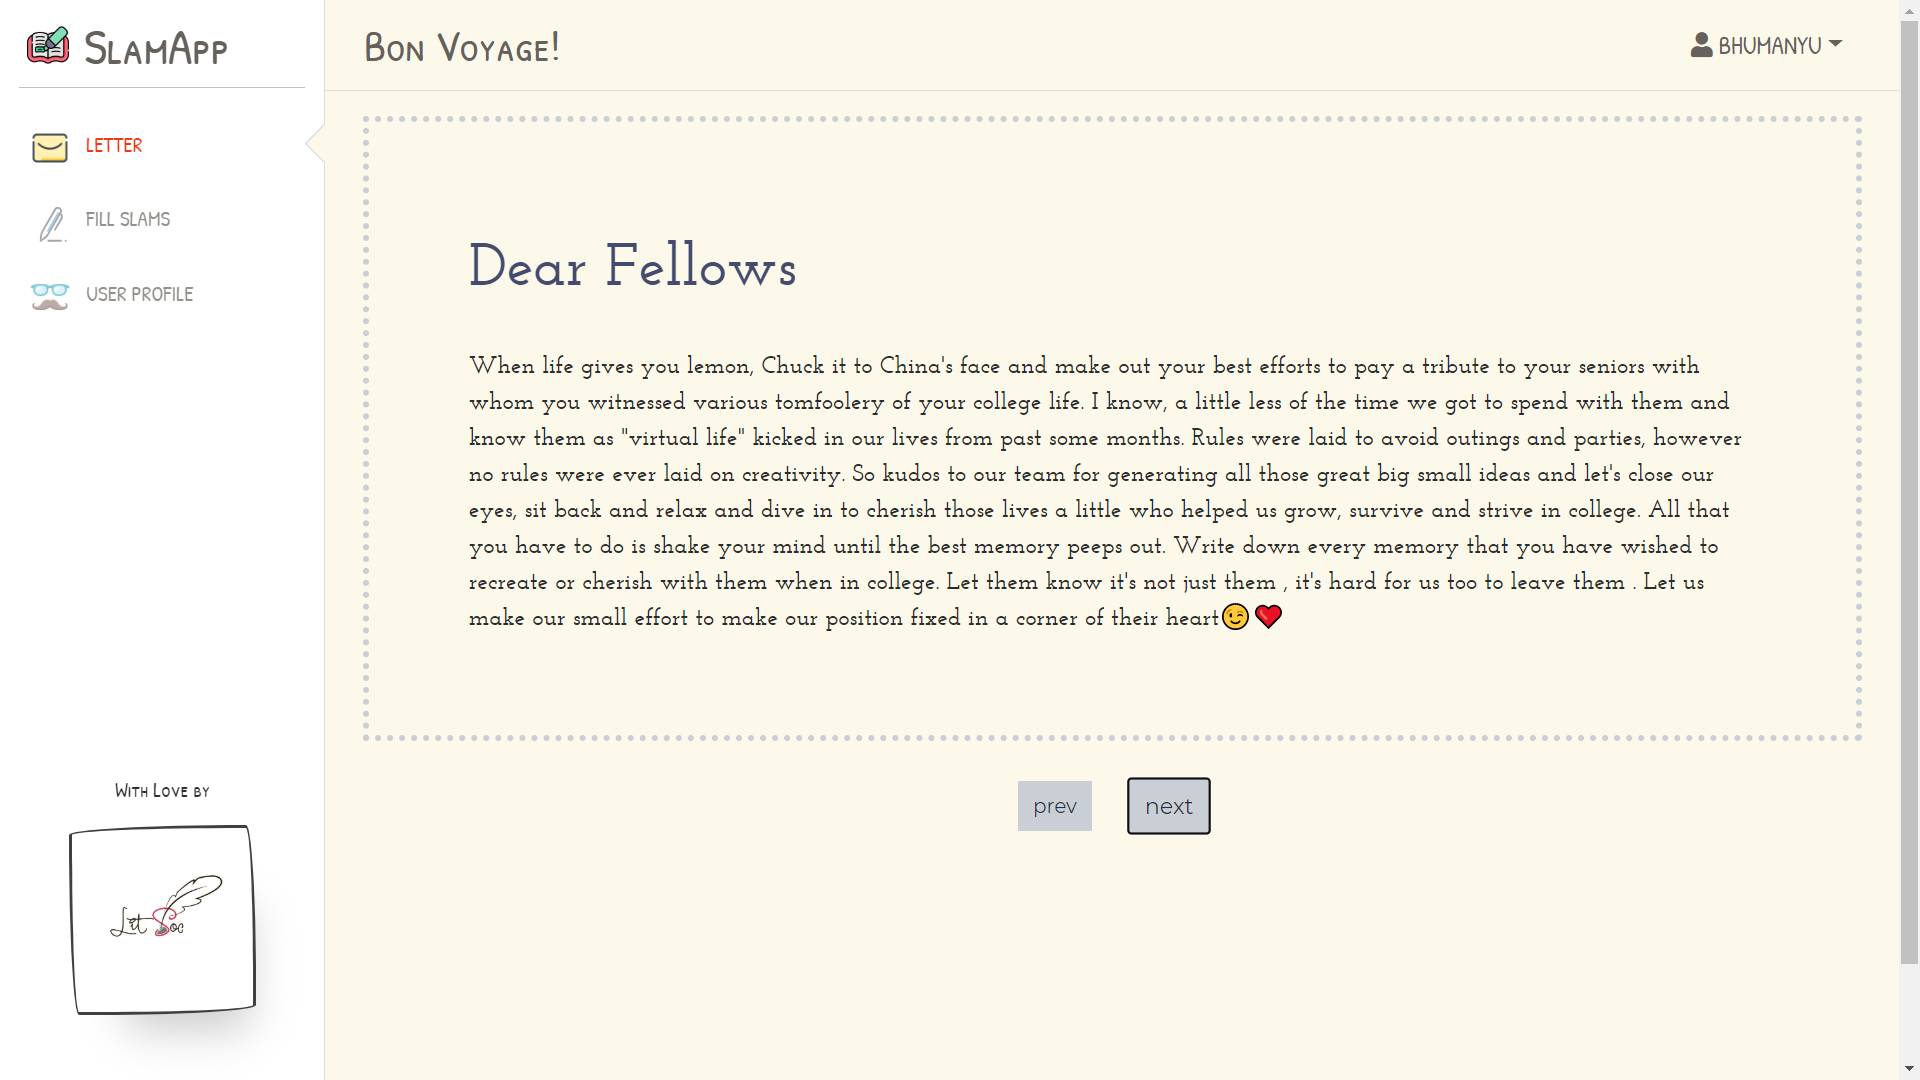 SlamApp
LETTER
FILL SLAMS
USER PROFILE
With Love by
Let Soc
Bon Voyage!
BHUMANYU
Dear Fellows
When life gives you lemon, Chuck it to China's face and make out your best efforts to pay a tribute to your seniors with
whom you witnessed various tomfoolery of your college life. I know, a little less of the time we got to spend with them and
know them as "virtual life" kicked in our lives from past some months. Rules were laid to avoid outings and parties, however
no rules were ever laid on creativity. So kudos to our team for generating all those great big small ideas and let's close our
eyes, sit back and relax and dive in to cherish those lives a little who helped us grow, survive and strive in college. All that
you have to do is shake your mind until the best memory peeps out. Write down every memory that you have wished to
recreate or cherish with them when in college. Let them know it's not just them , it's hard for us too to leave them . Let us
make our small effort to make our position fixed in a corner of their heart😉❤️
prev
next